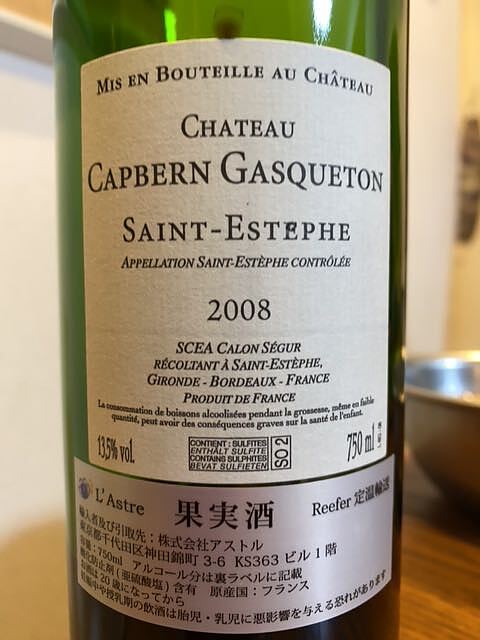 MIS EN BOUTEILLE AU CHÂTEAU
CHATEAU
CAPBERN GASQUETON
SAINT-ESTÈPHE
APPELLATION SAINT-ESTÈPHE CONTRÔLÉE
2008
SCEA CALON SÉGUR
RÉCOLTANT À SAINT-ESTÈPHE,
GIRONDE - BORDEAUX - FRANCE
PRODUIT DE FRANCE
La consommation de boissons alcoolisées pendant la grossesse, même en faible
quantité, peut avoir des conséquences graves sur la santé de l'enfant.
13,5% vol.
CONTIENT : SULFITES
ENTHÄLT SULFITE
CONTAINS SULPHITES
BEVAT SULFIETEN
SO2
750 ml
L'Astre 果実酒 Reefer 定温輸送
輸入者及び引取先：株式会社アストル
東京都千代田区神田錦町 3-6 KS363 ビル 1 階
容量：750ml アルコール分は裏ラベルに記載
酸化防止剤（亜硫酸塩）含有 原産国：フランス
お酒は20歳になってから
妊娠中や授乳期の飲酒は胎児・乳児に悪影響を与える恐れがあります